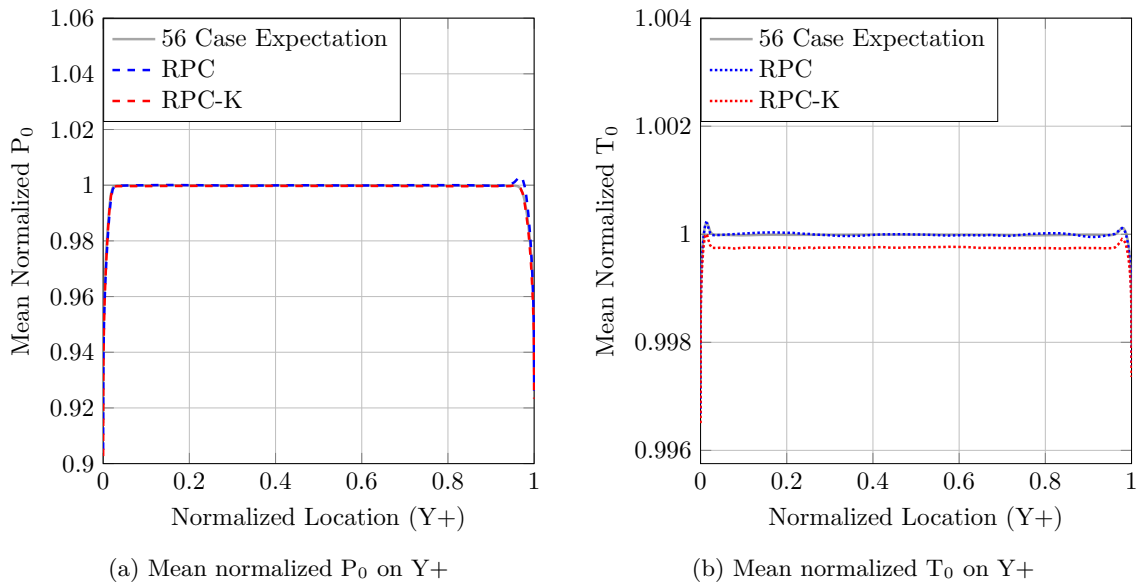 1.06
1.04
1.02
1
0.98
0.96
0.94
0.92
0.9
Mean Normalized P₀
56 Case Expectation
RPC
RPC-K
0 0.2 0.4 0.6 0.8 1
Normalized Location (Y+)
(a) Mean normalized P₀ on Y+
1.004
1.002
1
0.998
0.996
Mean Normalized T₀
56 Case Expectation
RPC
RPC-K
0 0.2 0.4 0.6 0.8 1
Normalized Location (Y+)
(b) Mean normalized T₀ on Y+